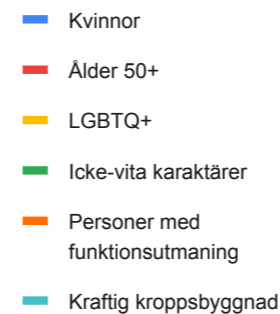 Kvinnor
Ålder 50+
LGBTQ+
Icke-vita karaktärer
Personer med
funktionsutmaning
Kraftig kroppsbyggnad